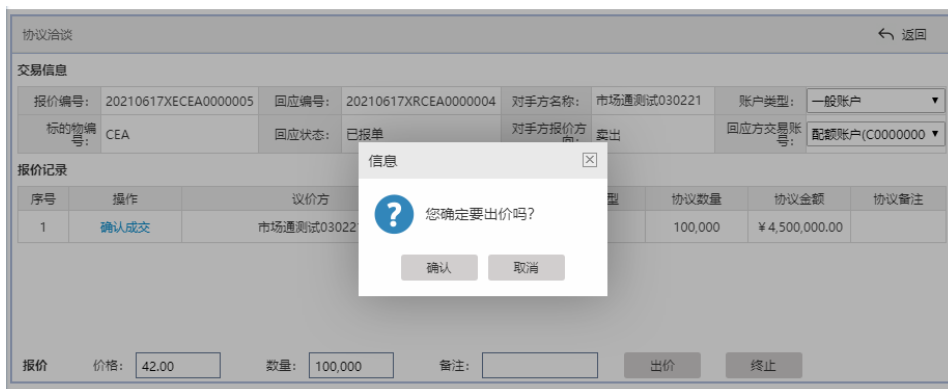 协议洽谈 返回
交易信息
报价编号: 20210617XECEA0000005 回应编号: 20210617XRCEA0000004 对手方名称: 市场通测试030221 账户类型: 一般账户
标的物编号: CEA 回应状态: 已报单 对手方报价方向: 卖出 回应方交易账号: 配额账户(C0000000
信息
报价记录
序号 操作 议价方 型 协议数量 协议金额 协议备注
1 确认成交 市场通测试03022 100,000 ¥4,500,000.00
您确定要出价吗?
确认 取消
报价 价格: 42.00 数量: 100,000 备注: 出价 终止